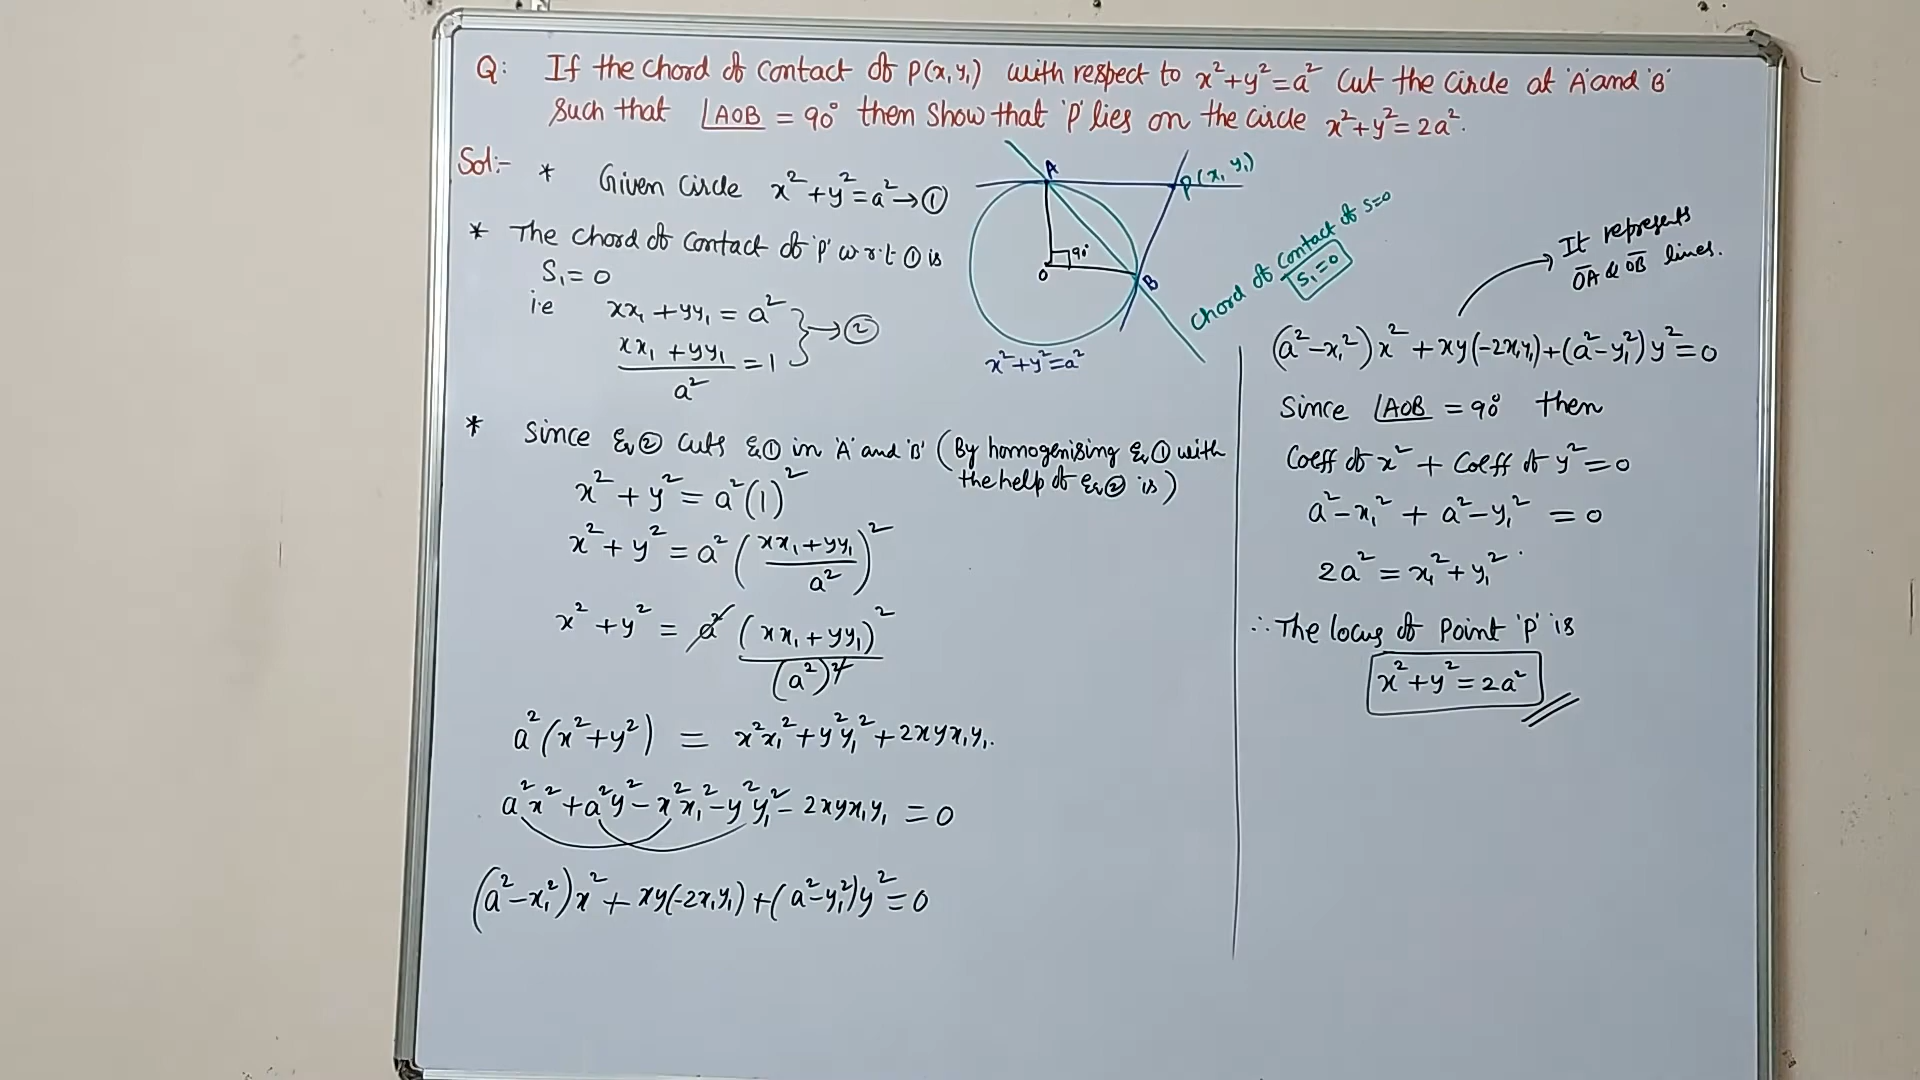 Q: If the chord of contact of P(x₁ y₁) with respect to x²+y²=a² cut the circle at 'A' and 'B'
such that ∠AOB = 90° then show that 'P' lies on the circle x²+y²=2a².
Sol:- * Given circle x²+y²=a² → ①
* The chord of contact of 'P' w r t ① is
S₁ = 0
i.e xx₁ + yy₁ = a²
(xx₁ + yy₁)/a² = 1 } → ②
A
P(x₁ y₁)
90°
O
B
x²+y²=a²
chord of contact of S=0
S₁=0
* Since Eq② cuts Eq① in 'A' and 'B' (By homogenising Eq① with
the help of Eq② is)
x² + y² = a²(1)²
x² + y² = a² ((xx₁+yy₁)/a²)²
x² + y² = a² (xx₁ + yy₁)²/(a²)²
a²(x²+y²) = x²x₁² + y²y₁² + 2xyx₁y₁.
a²x² + a²y² - x²x₁² - y²y₁² - 2xyx₁y₁ = 0
(a²-x₁²)x² + xy(-2x₁y₁) + (a²-y₁²)y² = 0
It represents
OA & OB lines.
(a²-x₁²)x² + xy(-2x₁y₁) + (a²-y₁²)y² = 0
Since ∠AOB = 90° then
Coeff of x² + Coeff of y² = 0
a² - x₁² + a² - y₁² = 0
2a² = x₁² + y₁².
∴ The locus of point 'P' is
x² + y² = 2a²